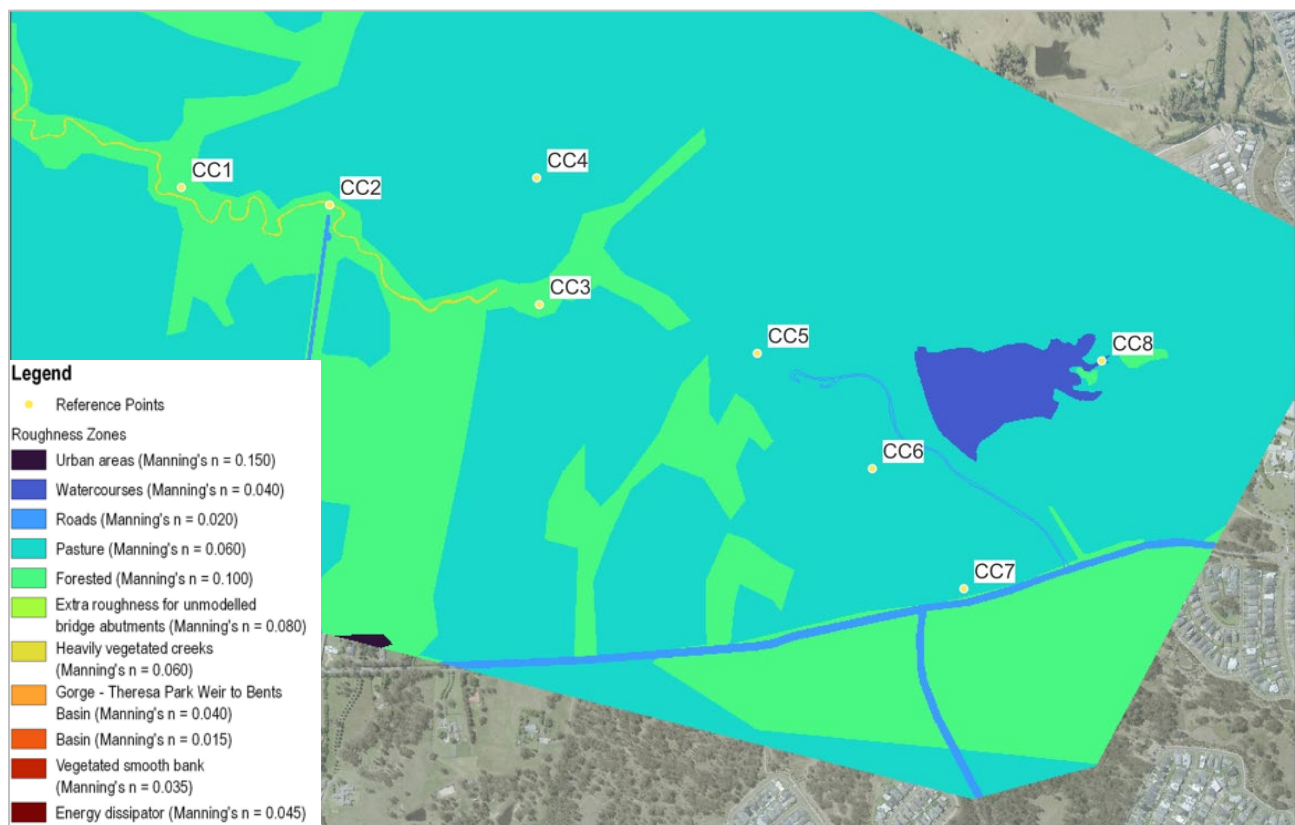 CC1
CC2
CC4
CC3
CC5
CC8
CC6
CC7
Legend
Reference Points
Roughness Zones
Urban areas (Manning's n = 0.150)
Watercourses (Manning's n = 0.040)
Roads (Manning's n = 0.020)
Pasture (Manning's n = 0.060)
Forested (Manning's n = 0.100)
Extra roughness for unmodelled
bridge abutments (Manning's n = 0.080)
Heavily vegetated creeks
(Manning's n = 0.060)
Gorge - Theresa Park Weir to Bents
Basin (Manning's n = 0.040)
Basin (Manning's n = 0.015)
Vegetated smooth bank
(Manning's n = 0.035)
Energy dissipator (Manning's n = 0.045)